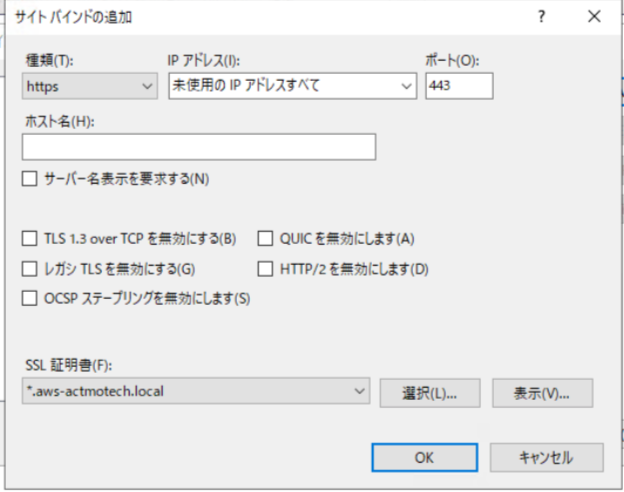 サイト バインドの追加
? ×
種類(T): IP アドレス(I): ポート(O):
https 未使用の IP アドレスすべて 443
ホスト名(H):
サーバー名表示を要求する(N)
TLS 1.3 over TCP を無効にする(B) QUIC を無効にします(A)
レガシ TLS を無効にする(G) HTTP/2 を無効にします(D)
OCSP ステープリングを無効にします(S)
SSL 証明書(F):
*.aws-actmotech.local 選択(L)... 表示(V)...
OK キャンセル